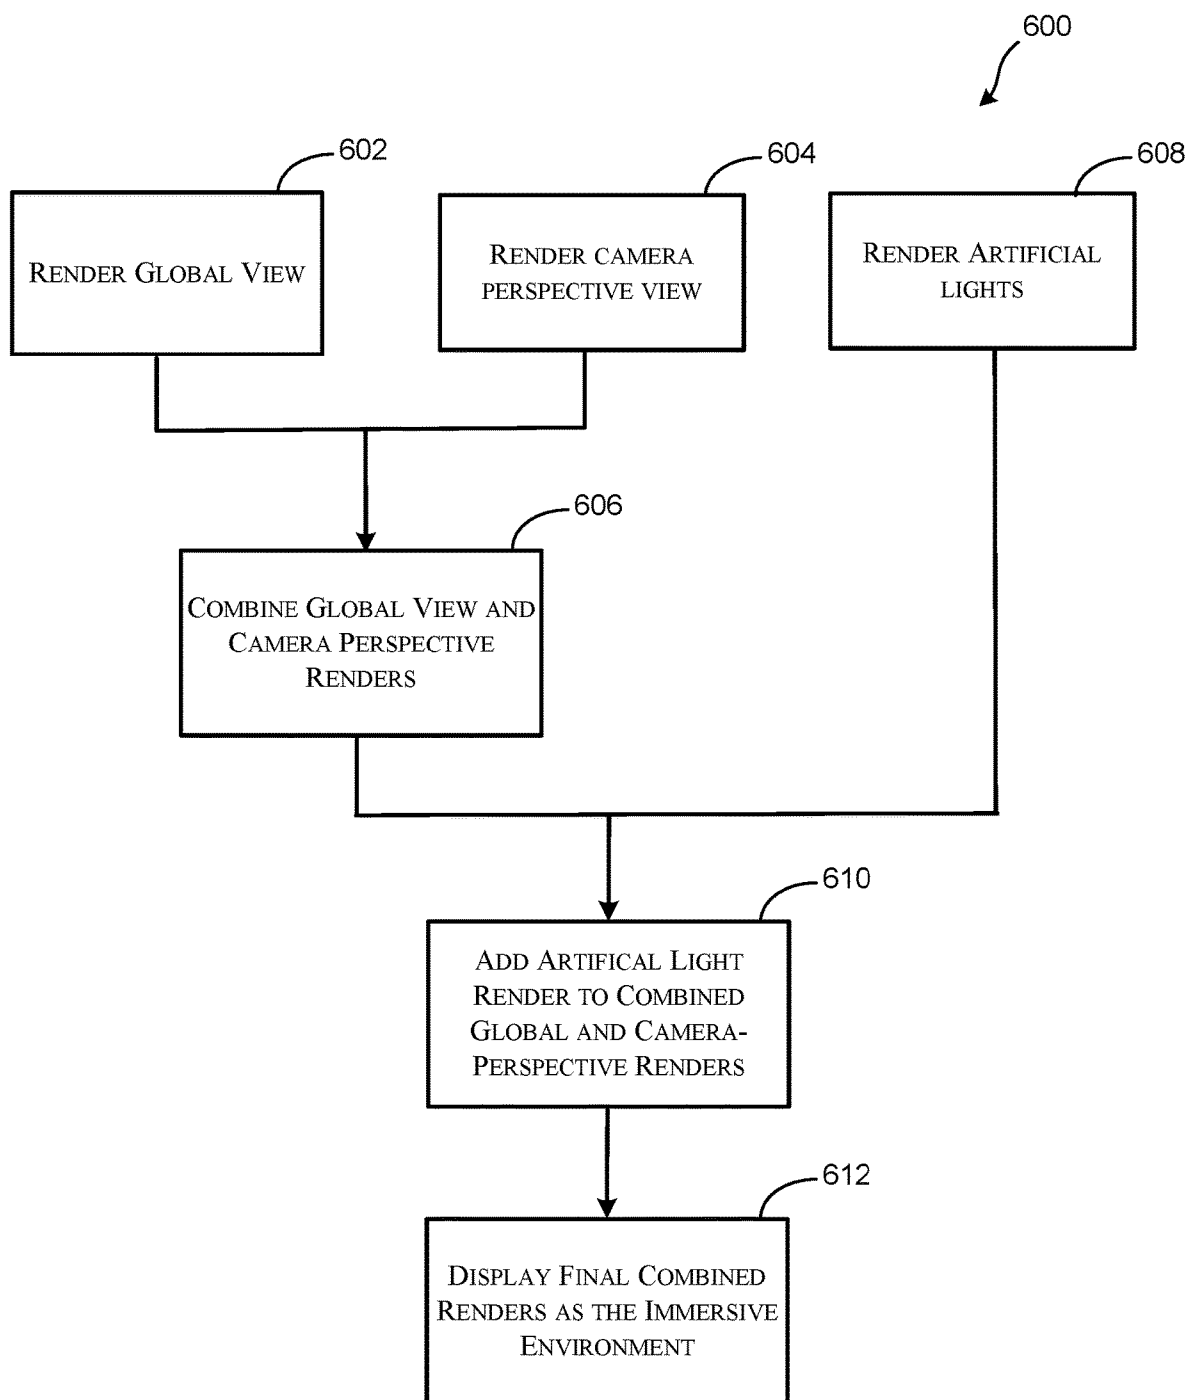 600
602
604
608
RENDER GLOBAL VIEW
RENDER CAMERA
PERSPECTIVE VIEW
RENDER ARTIFICIAL
LIGHTS
606
COMBINE GLOBAL VIEW AND
CAMERA PERSPECTIVE
RENDERS
610
ADD ARTIFICAL LIGHT
RENDER TO COMBINED
GLOBAL AND CAMERA-
PERSPECTIVE RENDERS
612
DISPLAY FINAL COMBINED
RENDERS AS THE IMMERSIVE
ENVIRONMENT